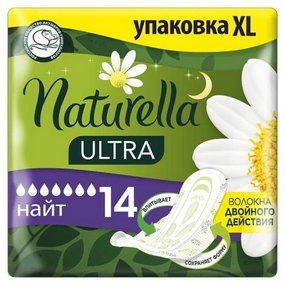 упаковка XL
Naturella
ULTRA
найт 14
ВПИТЫВАЕТ
СОХРАНЯЕТ ФОРМУ
ВОЛОКНА
ДВОЙНОГО
ДЕЙСТВИЯ